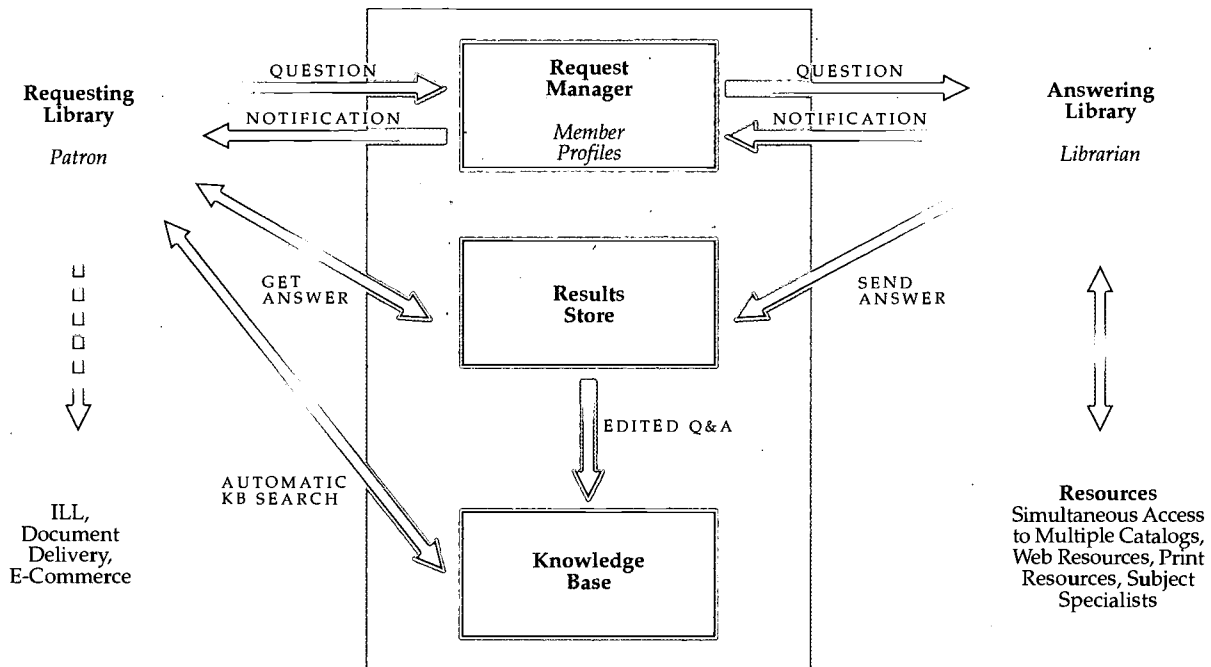 Requesting
Library
Patron
QUESTION
NOTIFICATION
Request
Manager
Member
Profiles
QUESTION
NOTIFICATION
Answering
Library
Librarian
GET
ANSWER
Results
Store
SEND
ANSWER
EDITED Q&A
AUTOMATIC
KB SEARCH
Knowledge
Base
ILL,
Document
Delivery,
E-Commerce
Resources
Simultaneous Access
to Multiple Catalogs,
Web Resources, Print
Resources, Subject
Specialists